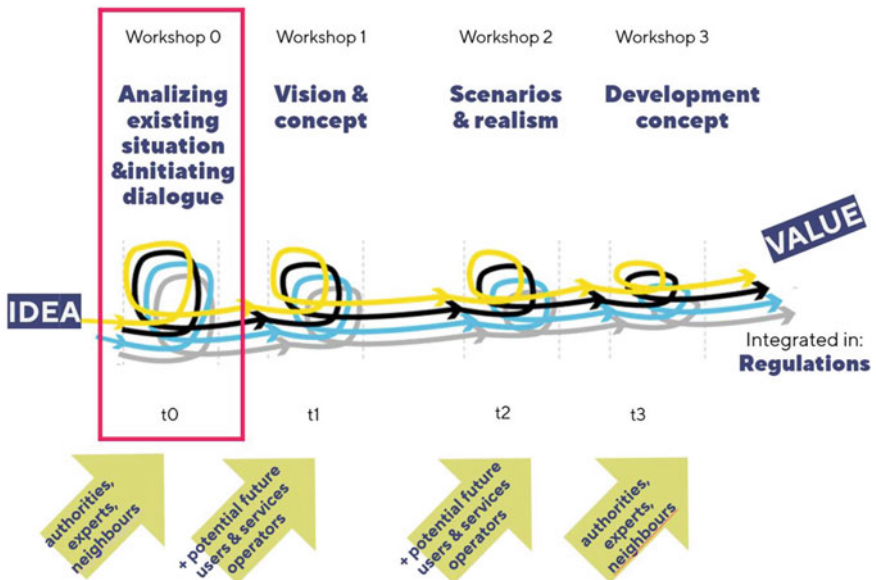 Workshop 0
Analizing
existing
situation
&initiating
dialogue
Workshop 1
Vision &
concept
Workshop 2
Scenarios
& realism
Workshop 3
Development
concept
IDEA
VALUE
Integrated in:
Regulations
t0
t1
t2
t3
authorities,
experts,
neighbours
+ potential future
users & services
operators
+ potential future
users & services
operators
authorities,
experts,
neighbours